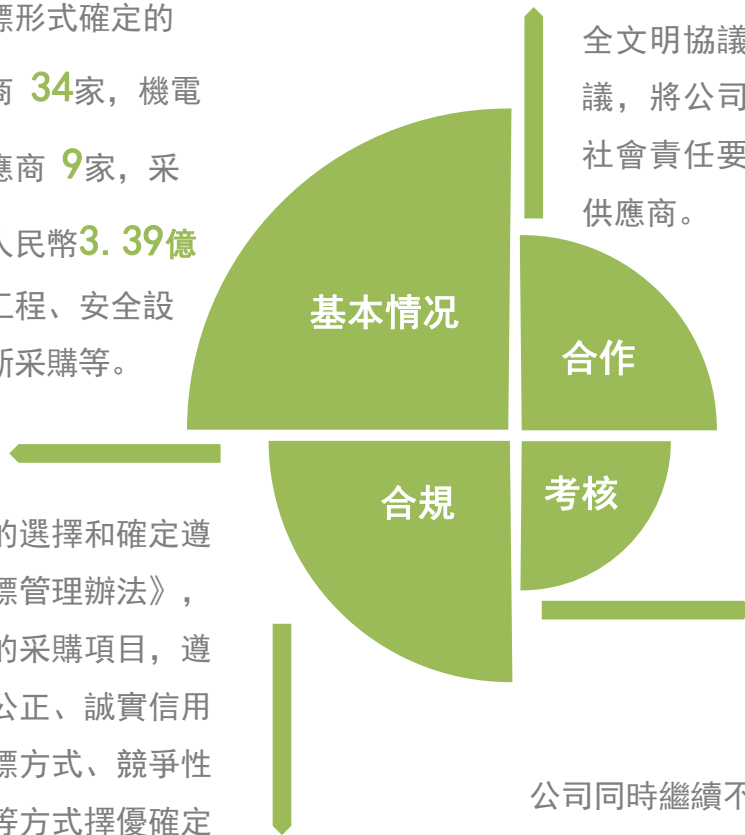 標形式確定的
商 34家，機電
應商 9家，采
人民幣3.39億
工程、安全設
所采購等。
全文明協議
議，將公司
社會責任要
供應商。
基本情况
合作
合規
考核
的選擇和確定遵
標管理辦法》，
的采購項目，遵
公正、誠實信用
標方式、競爭性
等方式擇優確定
公司同時繼續不